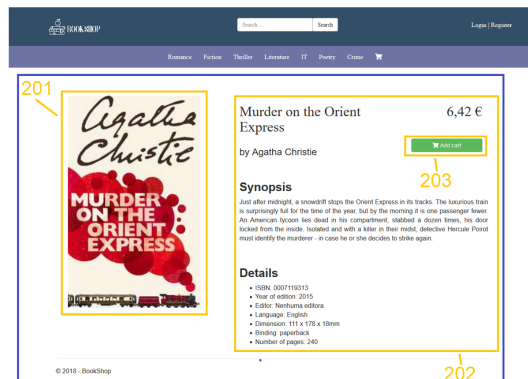 BOOKSHOP
Search ...
Search
Login | Register
Romance Fiction Thriller Literature IT Poetry Crime
201
Agatha
Christie
MURDER
ON THE
ORIENT
EXPRESS
Murder on the Orient
Express
6,42 €
by Agatha Christie
Add cart
203
Synopsis
Just after midnight, a snowdrift stops the Orient Express in its tracks. The luxurious train
is surprisingly full for the time of the year, but by the morning it is one passenger fewer.
An American tycoon lies dead in his compartment, stabbed a dozen times, his door
locked from the inside. Isolated and with a killer in their midst, detective Hercule Poirot
must identify the murderer - in case he or she decides to strike again.
Details
ISBN: 0007119313
Year of edition: 2015
Editor: Nenhuma editora
Language: English
Dimension: 111 x 178 x 18mm
Binding: paperback
Number of pages: 240
202
© 2018 - BookShop